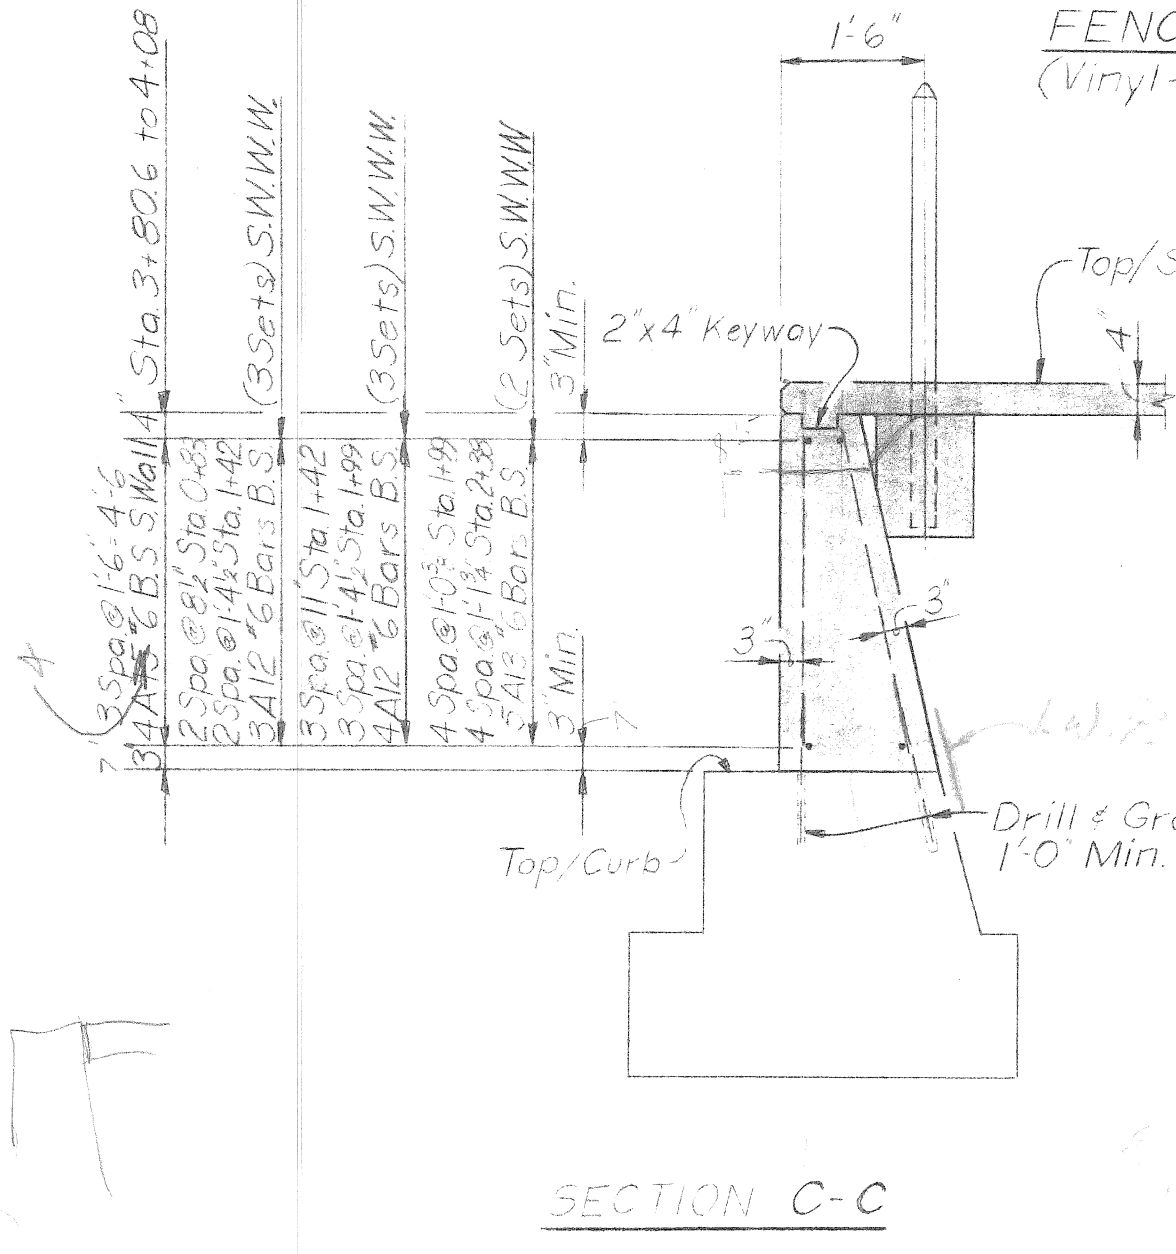 FENC
(Vinyl-
1'-6"
Top/S
4"
2"x4" Keyway
3"
3"
Drill & Gro
1'-0" Min.
Top/Curb
3 Spa. @ 1'-6"=4'-6"
#6 B.S. S. Wall 4" Sta. 3+80.6 to 4+08
4
7
2 Spa @ 8½" Sta. 0+83
2 Spa. @ 1'-4½" Sta. 1+42
3 A12 #6 Bars B.S. (3 Sets) S.W.W.W.
3 Spa. @ 11" Sta. 1+42
3 Spa. @ 1'-4½" Sta. 1+99
4 A12 #6 Bars B.S. (3 Sets) S.W.W.W.
4 Spa. @ 1'-0¾" Sta. 1+99
4 Spa. @ 1'-1¾" Sta. 2+38
5 A13 6 Bars B.S. (2 Sets) S.W.W.W
3" Min. 3" Min.
7
SECTION C-C